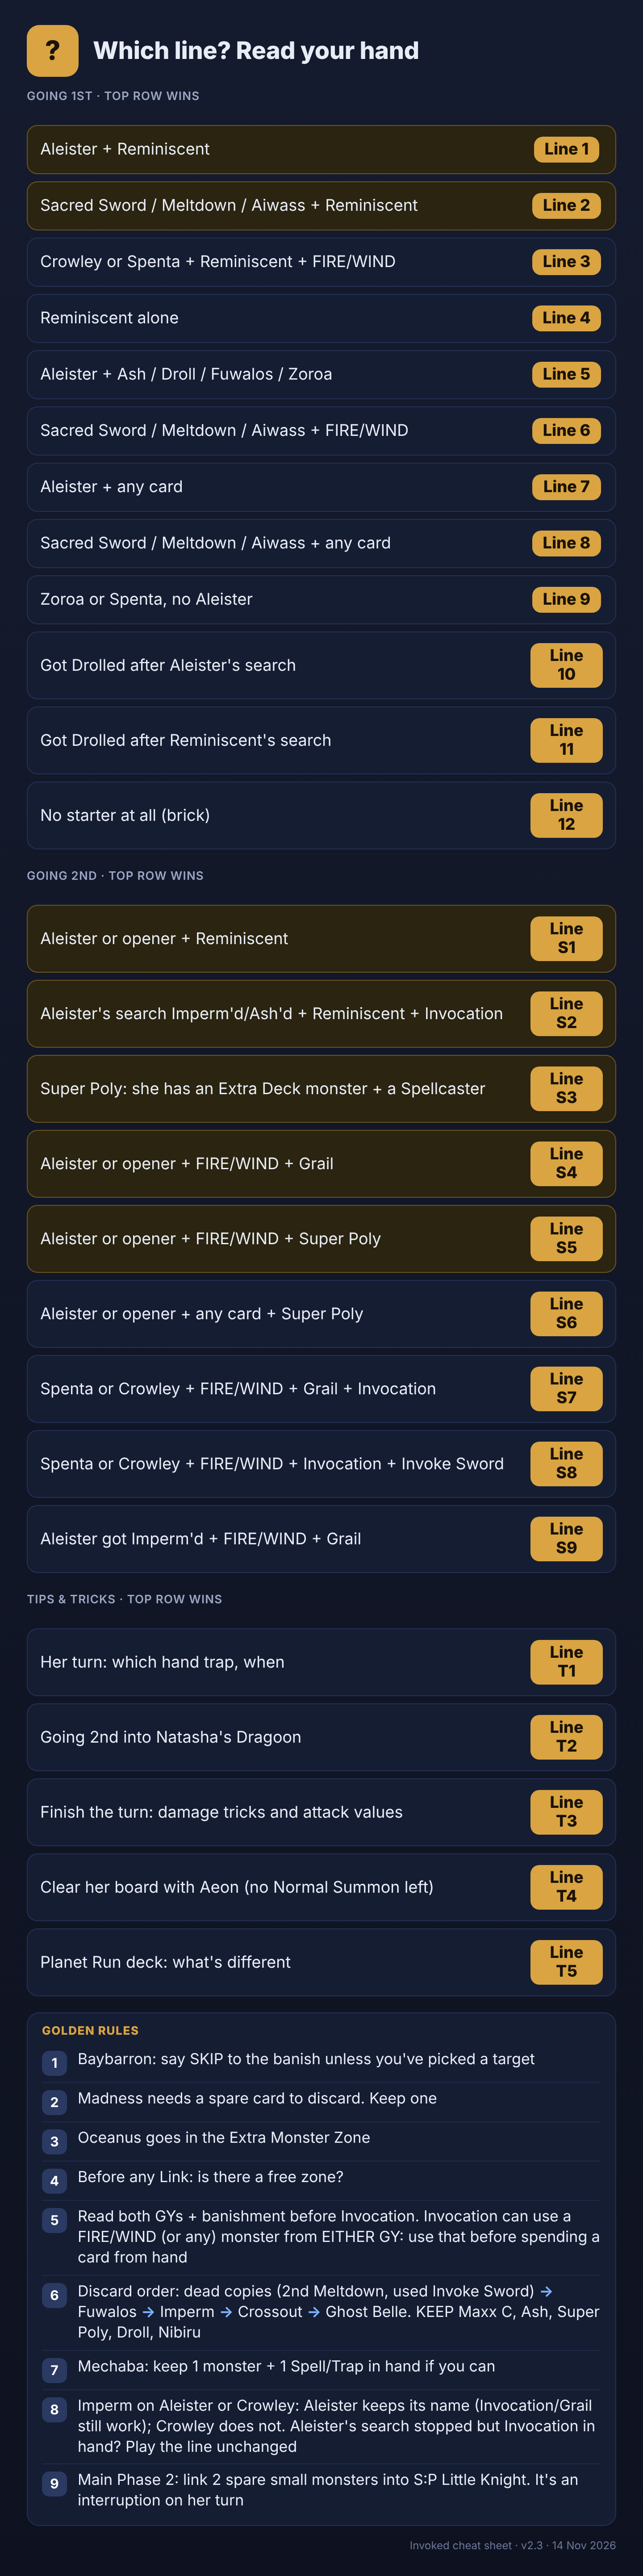 ?
Which line? Read your hand
GOING 1ST · TOP ROW WINS
Aleister + Reminiscent
Line 1
Sacred Sword / Meltdown / Aiwass + Reminiscent
Line 2
Crowley or Spenta + Reminiscent + FIRE/WIND
Line 3
Reminiscent alone
Line 4
Aleister + Ash / Droll / Fuwalos / Zoroa
Line 5
Sacred Sword / Meltdown / Aiwass + FIRE/WIND
Line 6
Aleister + any card
Line 7
Sacred Sword / Meltdown / Aiwass + any card
Line 8
Zoroa or Spenta, no Aleister
Line 9
Got Drolled after Aleister's search
Line
10
Got Drolled after Reminiscent's search
Line
11
No starter at all (brick)
Line
12
GOING 2ND · TOP ROW WINS
Aleister or opener + Reminiscent
Line
S1
Aleister's search Imperm'd/Ash'd + Reminiscent + Invocation
Line
S2
Super Poly: she has an Extra Deck monster + a Spellcaster
Line
S3
Aleister or opener + FIRE/WIND + Grail
Line
S4
Aleister or opener + FIRE/WIND + Super Poly
Line
S5
Aleister or opener + any card + Super Poly
Line
S6
Spenta or Crowley + FIRE/WIND + Grail + Invocation
Line
S7
Spenta or Crowley + FIRE/WIND + Invocation + Invoke Sword
Line
S8
Aleister got Imperm'd + FIRE/WIND + Grail
Line
S9
TIPS & TRICKS · TOP ROW WINS
Her turn: which hand trap, when
Line
T1
Going 2nd into Natasha's Dragoon
Line
T2
Finish the turn: damage tricks and attack values
Line
T3
Clear her board with Aeon (no Normal Summon left)
Line
T4
Planet Run deck: what's different
Line
T5
GOLDEN RULES
1 Baybarron: say SKIP to the banish unless you've picked a target
2 Madness needs a spare card to discard. Keep one
3 Oceanus goes in the Extra Monster Zone
4 Before any Link: is there a free zone?
5 Read both GYs + banishment before Invocation. Invocation can use a
FIRE/WIND (or any) monster from EITHER GY: use that before spending a
card from hand
6 Discard order: dead copies (2nd Meltdown, used Invoke Sword) →
Fuwalos → Imperm → Crossout → Ghost Belle. KEEP Maxx C, Ash, Super
Poly, Droll, Nibiru
7 Mechaba: keep 1 monster + 1 Spell/Trap in hand if you can
8 Imperm on Aleister or Crowley: Aleister keeps its name (Invocation/Grail
still work); Crowley does not. Aleister's search stopped but Invocation in
hand? Play the line unchanged
9 Main Phase 2: link 2 spare small monsters into S:P Little Knight. It's an
interruption on her turn
Invoked cheat sheet · v2.3 · 14 Nov 2026